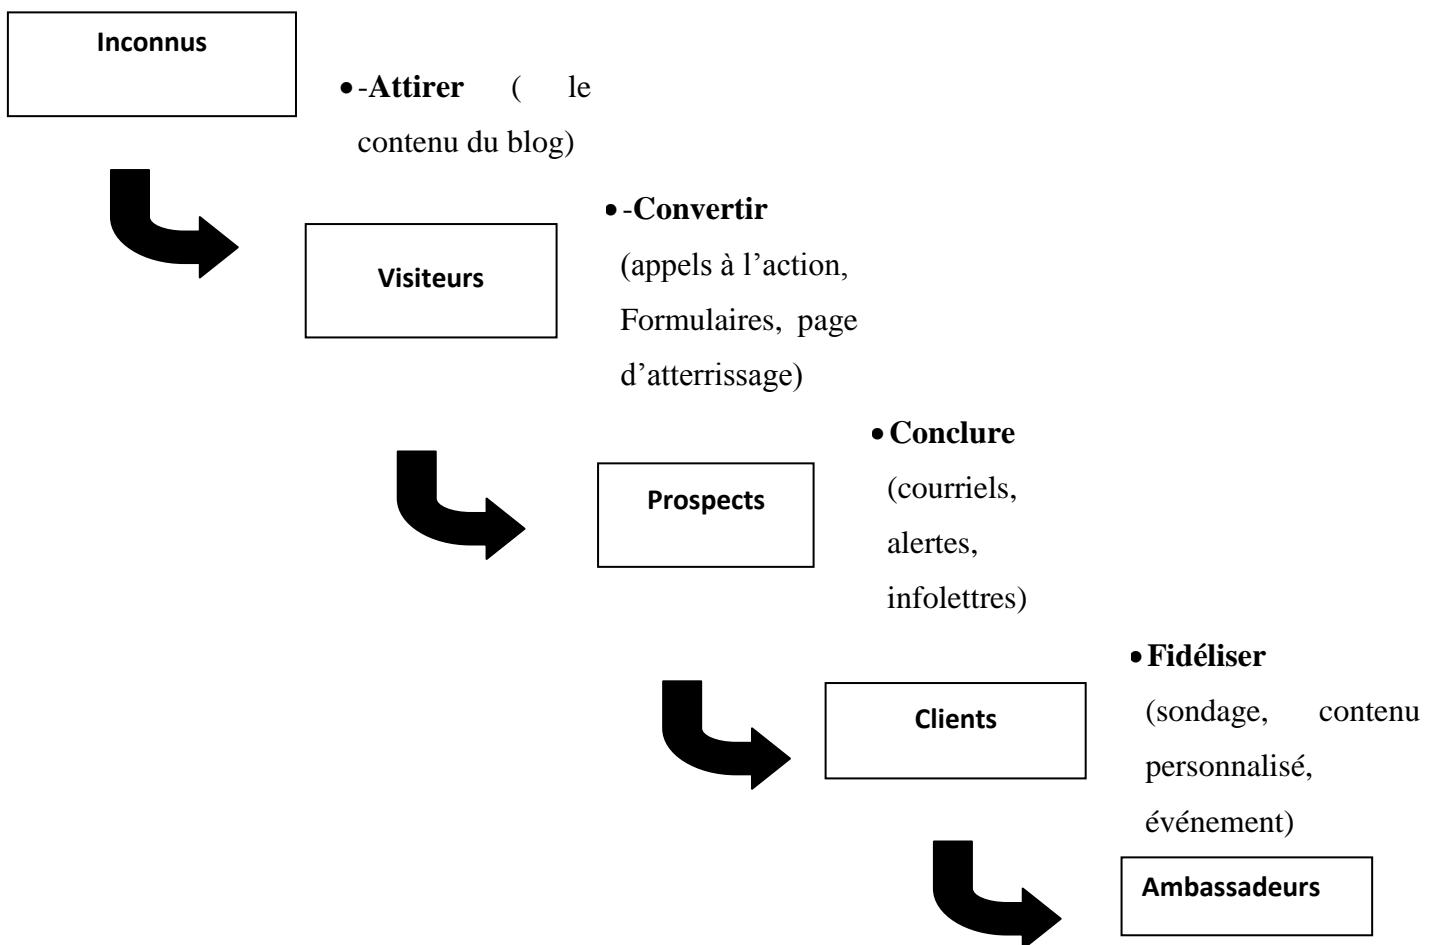 Inconnus
•-Attirer ( le
contenu du blog)
•-Convertir
(appels à l’action,
Formulaires, page
d’atterrissage)
Visiteurs
•Conclure
(courriels,
alertes,
infolettres)
Prospects
•Fidéliser
(sondage, contenu
personnalisé,
événement)
Clients
Ambassadeurs